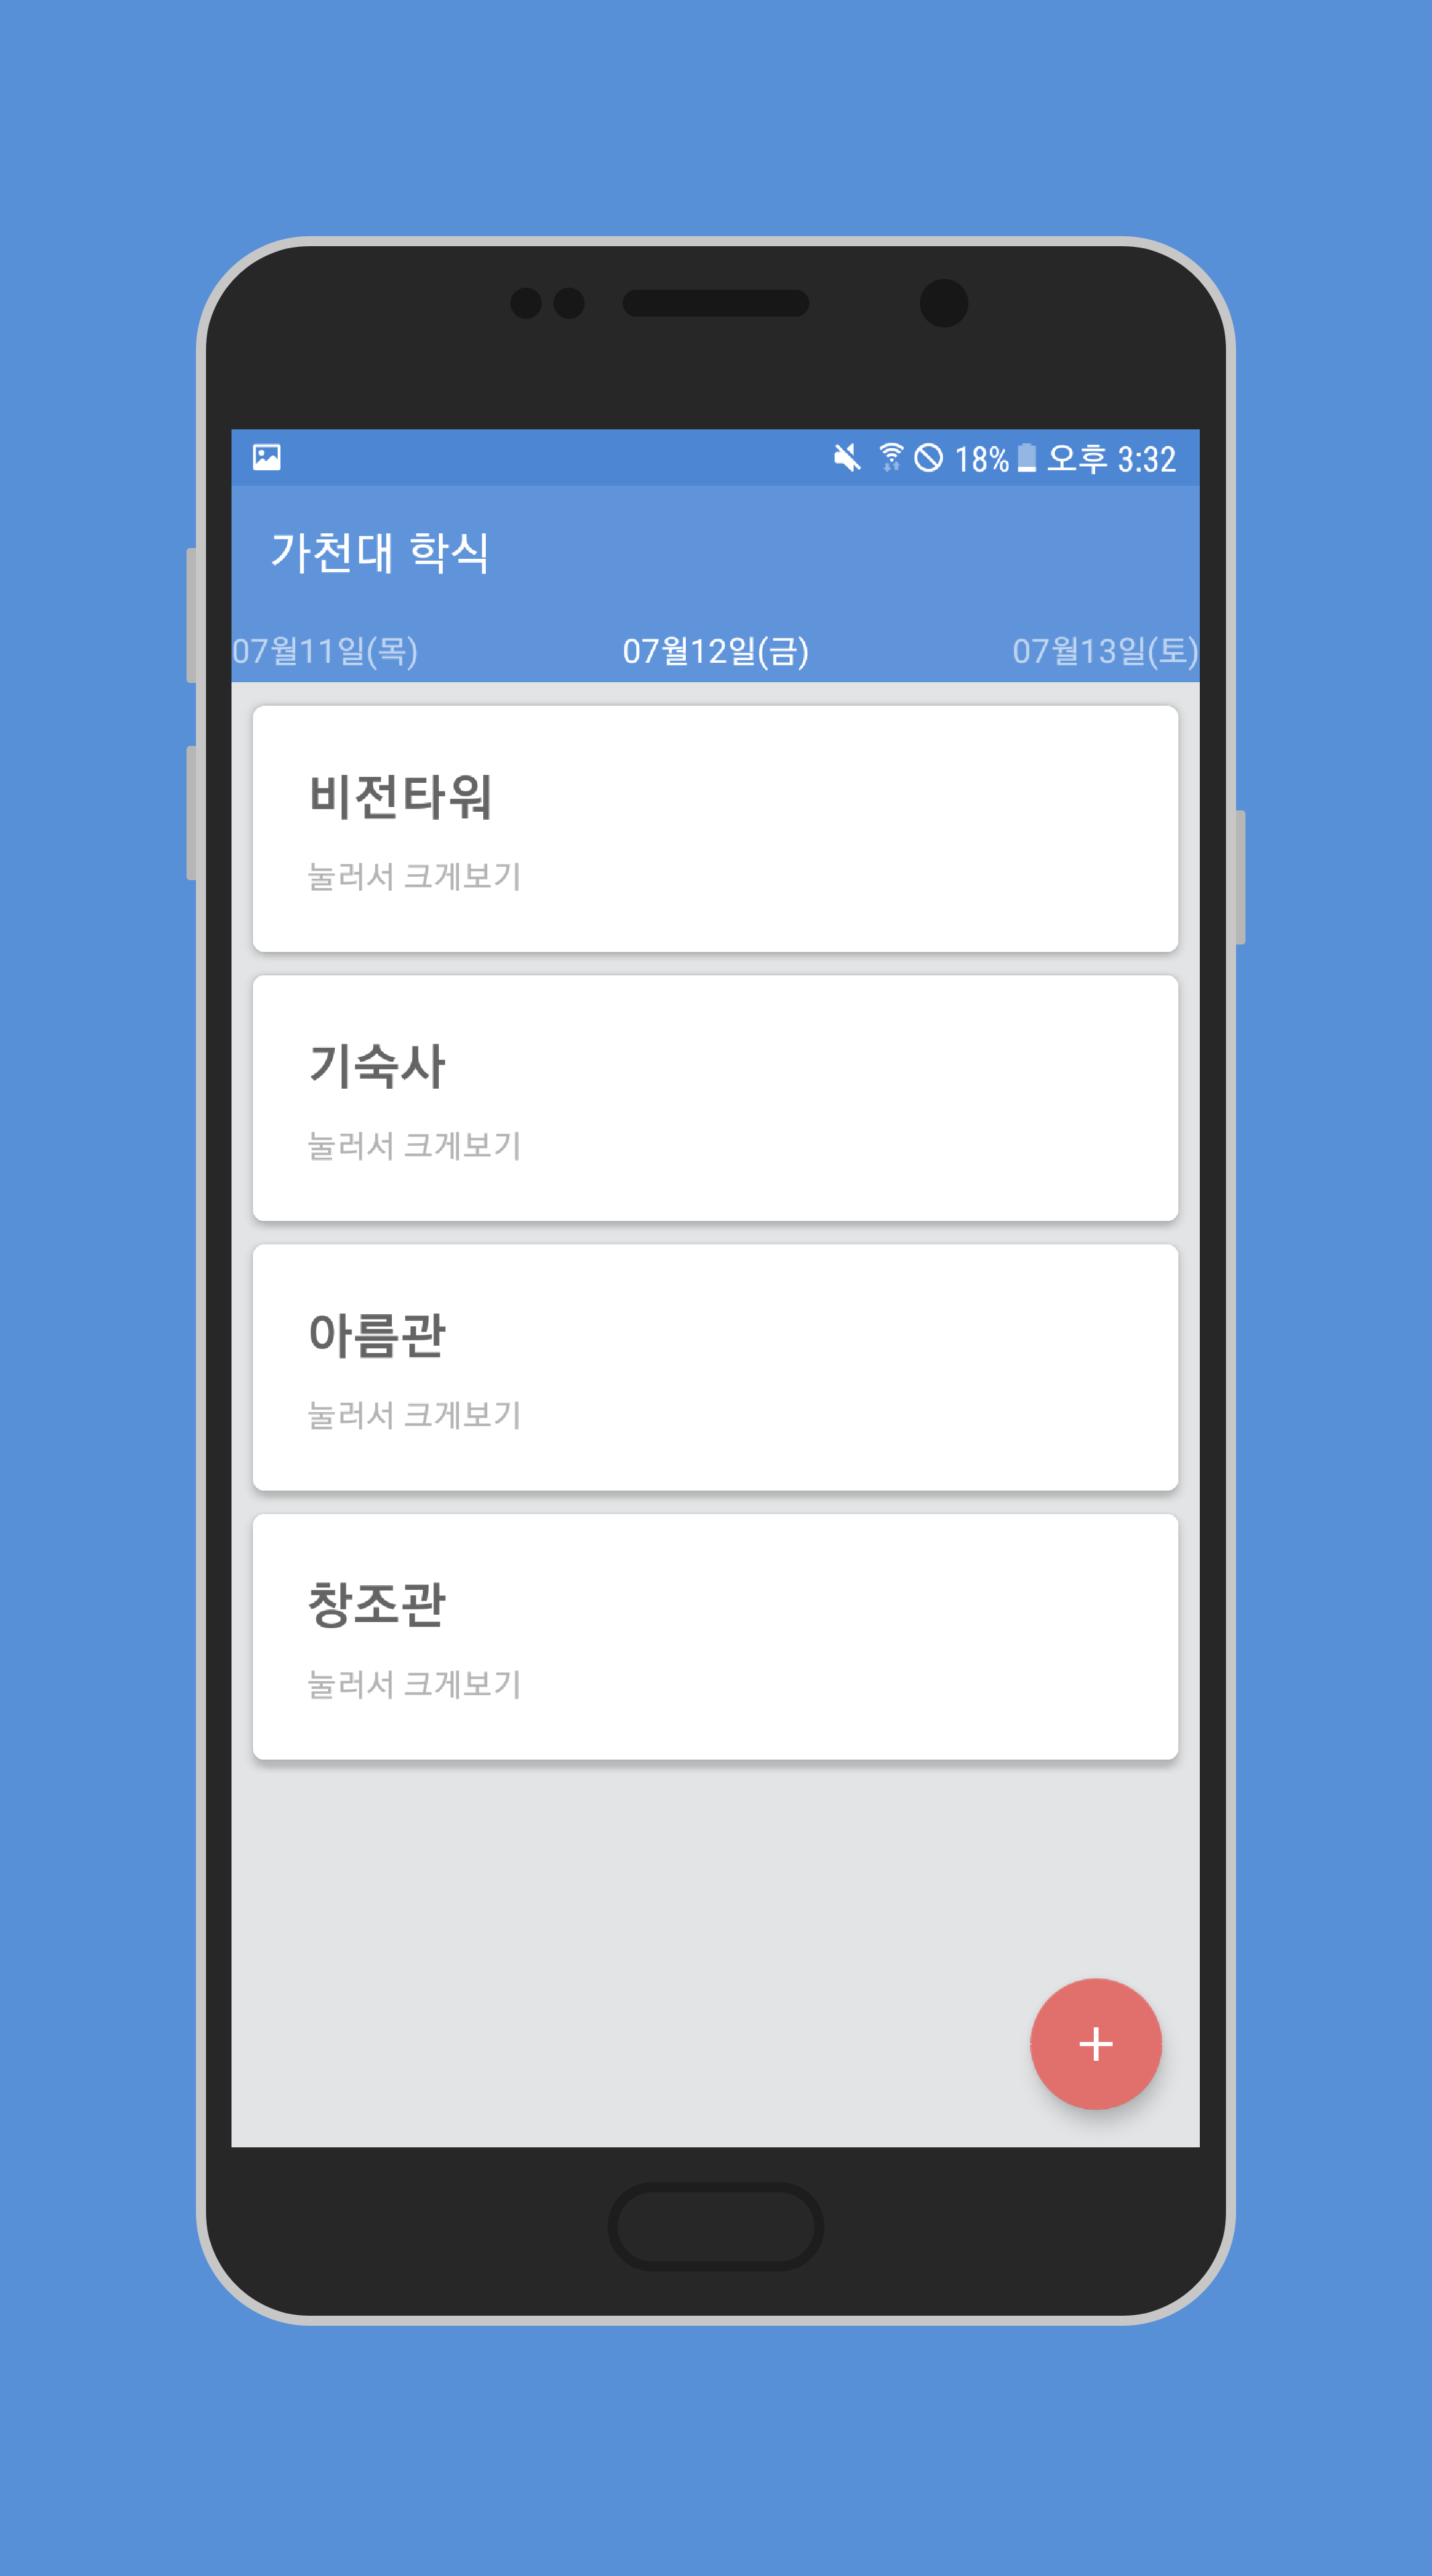 18% 오후 3:32
가천대 학식
07월11일(목) 07월12일(금) 07월13일(토)
비전타워
눌러서 크게보기
기숙사
눌러서 크게보기
아름관
눌러서 크게보기
창조관
눌러서 크게보기
+